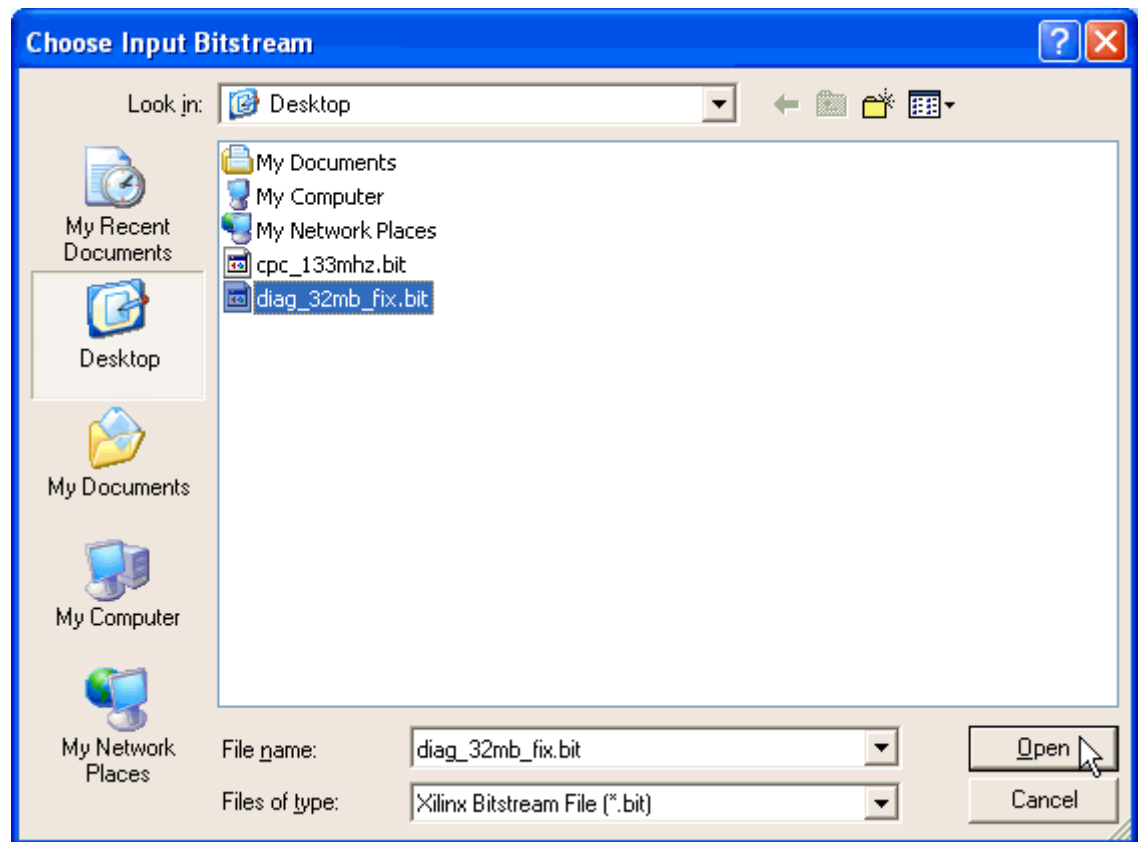 Choose Input Bitstream
Look in:
Desktop
My Recent
Documents
Desktop
My Documents
My Computer
My Network
Places
My Documents
My Computer
My Network Places
cpc_133mhz.bit
diag_32mb_fix.bit
File name:
diag_32mb_fix.bit
Open
Files of type:
Xilinx Bitstream File (*.bit)
Cancel